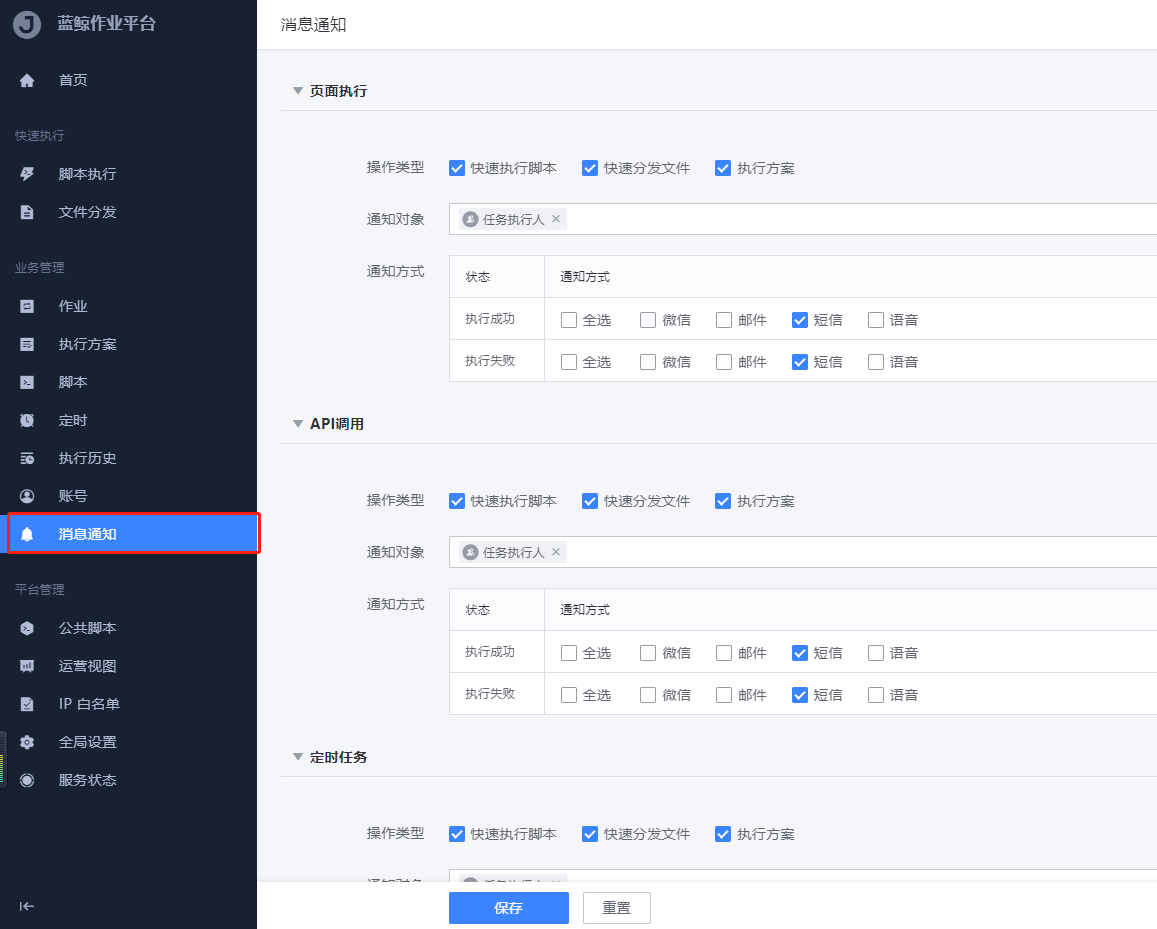 J 蓝鲸作业平台
首页
快速执行
脚本执行
文件分发
业务管理
作业
执行方案
脚本
定时
执行历史
账号
消息通知
平台管理
公共脚本
运营视图
IP 白名单
全局设置
服务状态
消息通知
页面执行
操作类型 快速执行脚本 快速分发文件 执行方案
通知对象 任务执行人 ×
通知方式 状态 通知方式
执行成功 全选 微信 邮件 短信 语音
执行失败 全选 微信 邮件 短信 语音
API调用
操作类型 快速执行脚本 快速分发文件 执行方案
通知对象 任务执行人 ×
通知方式 状态 通知方式
执行成功 全选 微信 邮件 短信 语音
执行失败 全选 微信 邮件 短信 语音
定时任务
操作类型 快速执行脚本 快速分发文件 执行方案
保存 重置